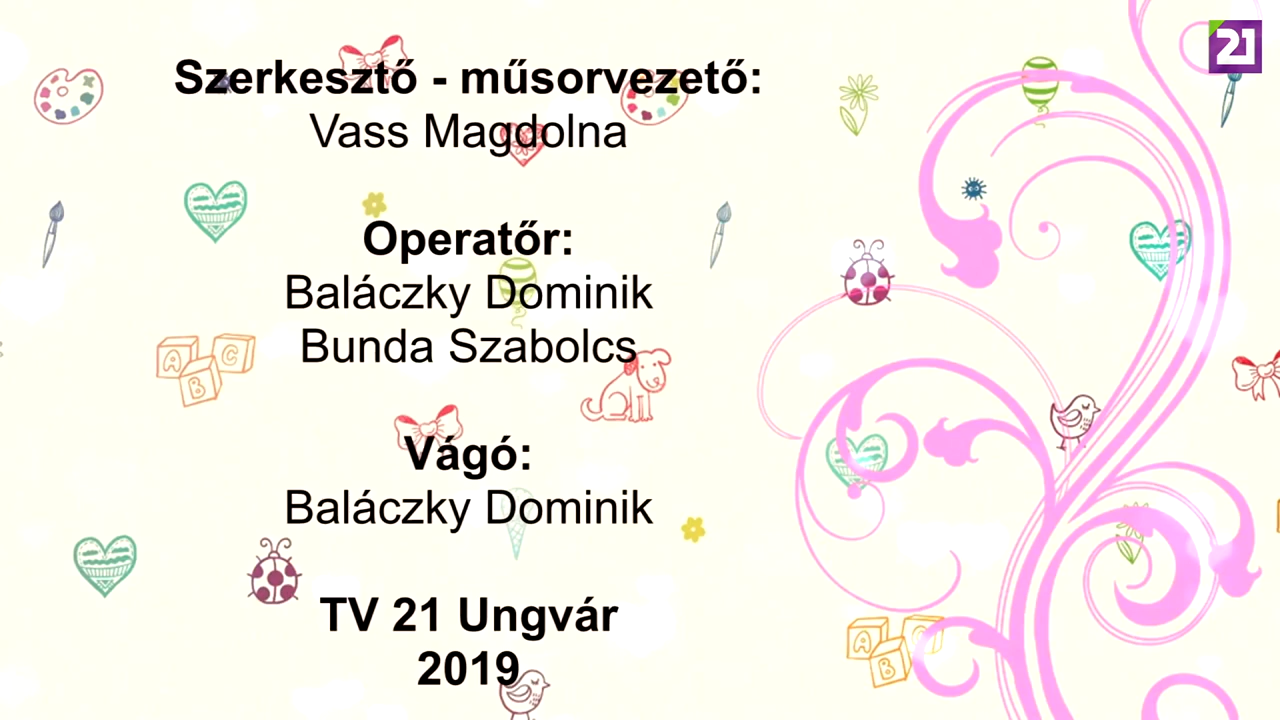 21
Szerkesztő - műsorvezető:
Vass Magdolna
Operatőr:
Baláczky Dominik
Bunda Szabolcs
Vágó:
Baláczky Dominik
TV 21 Ungvár
2019
A C
B
A C
B